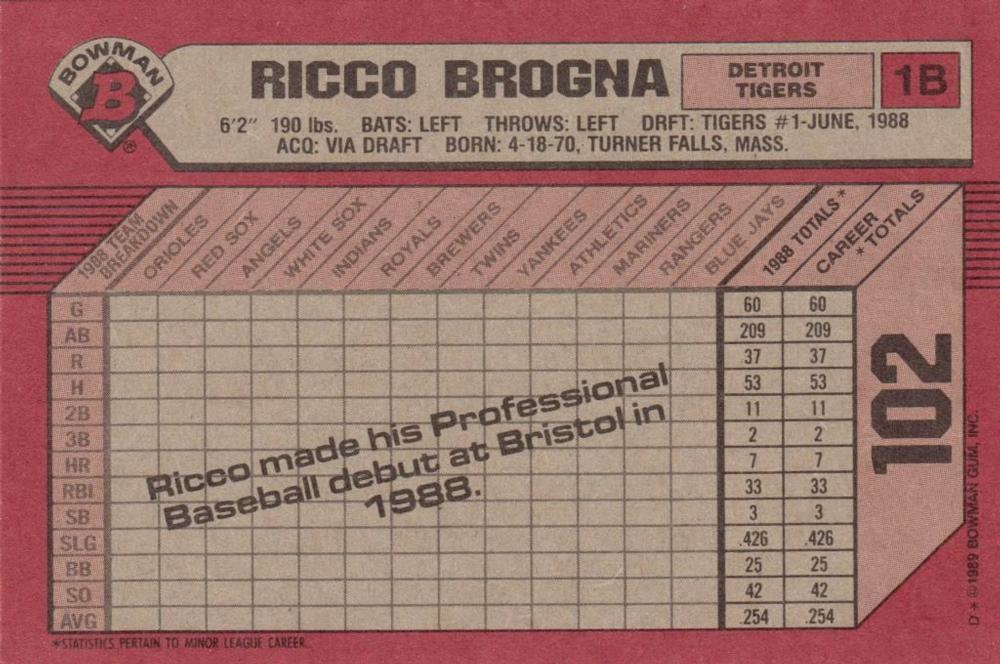 BOWMAN
B
®
RICCO BROGNA
DETROIT
TIGERS
1B
6'2" 190 lbs. BATS: LEFT THROWS: LEFT DRFT: TIGERS #1-JUNE, 1988
ACQ: VIA DRAFT BORN: 4-18-70, TURNER FALLS, MASS.
1988 TEAM
BREAKDOWN
ORIOLES
RED SOX
ANGELS
WHITE SOX
INDIANS
ROYALS
BREWERS
TWINS
YANKEES
ATHLETICS
MARINERS
RANGERS
BLUE JAYS
1988 TOTALS *
CAREER
* TOTALS
G 60 60
AB 209 209
R 37 37
H 53 53
2B 11 11
3B 2 2
HR 7 7
RBI 33 33
SB 3 3
SLG .426 .426
BB 25 25
SO 42 42
AVG .254 .254
Ricco made his Professional
Baseball debut at Bristol in
1988.
102
D* ©1989 BOWMAN GUM, INC.
*STATISTICS PERTAIN TO MINOR LEAGUE CAREER.